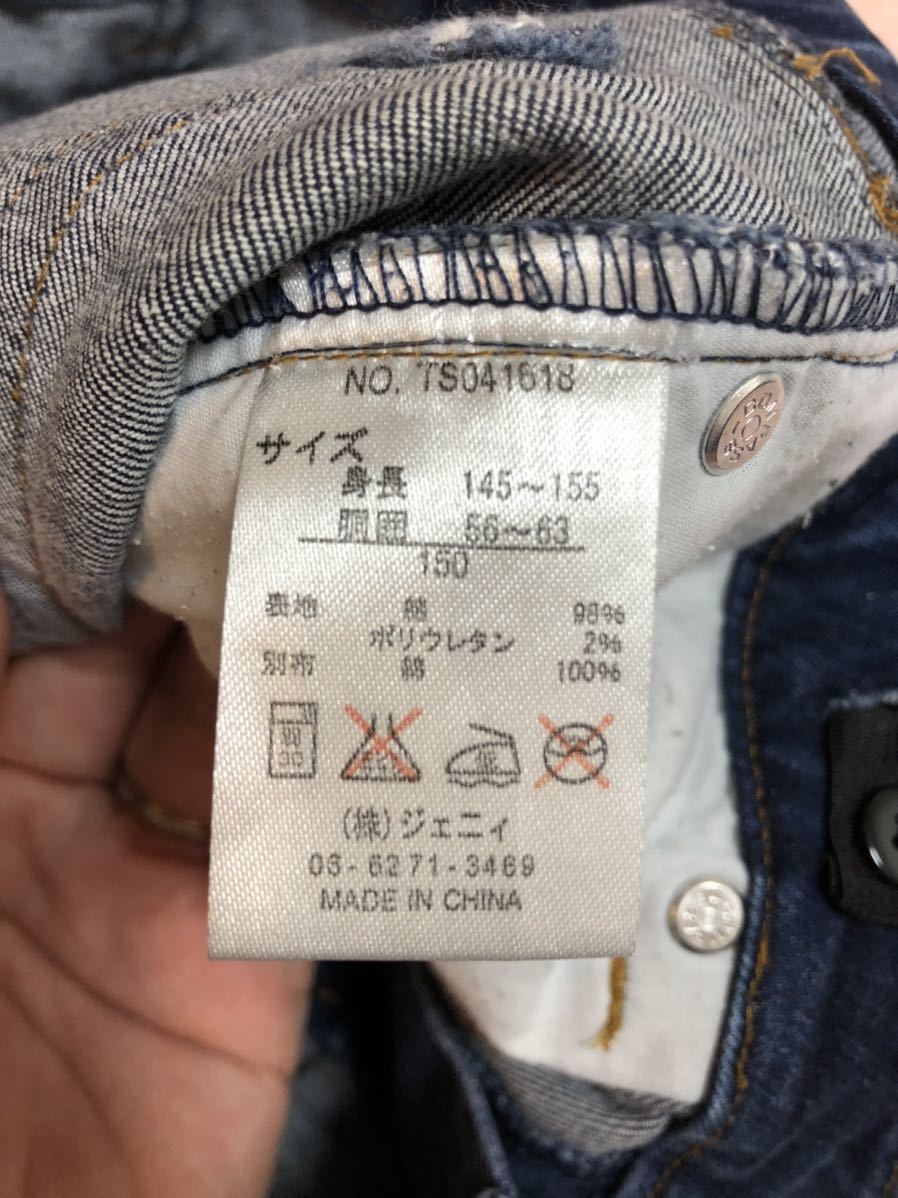 NO. TS041618
サイズ
身長 145～155
胴囲 56～63
150
表地 綿 98%
ポリウレタン 2%
別布 綿 100%
30
(株)ジェニィ
06-6271-3469
MADE IN CHINA